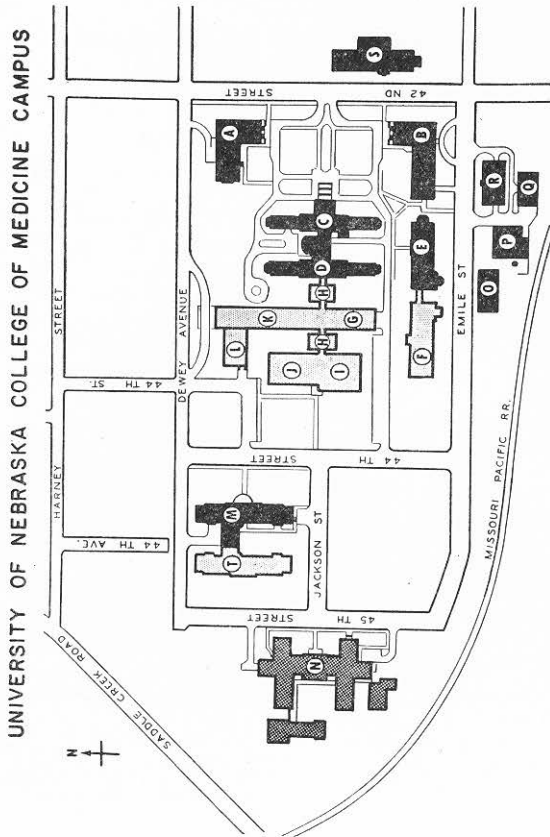 UNIVERSITY OF NEBRASKA COLLEGE OF MEDICINE CAMPUS
HARNEY
STREET
44 TH AVE.
44 TH ST.
DEWEY AVENUE
SADDLE CREEK ROAD
N
STREET
42 ND
S
A
B
C
D
E
F
H
H
K
G
L
J
I
R
Q
P
O
EMILE ST
STREET
44 TH
M
T
JACKSON ST
STREET
45 TH
N
MISSOURI PACIFIC RR.